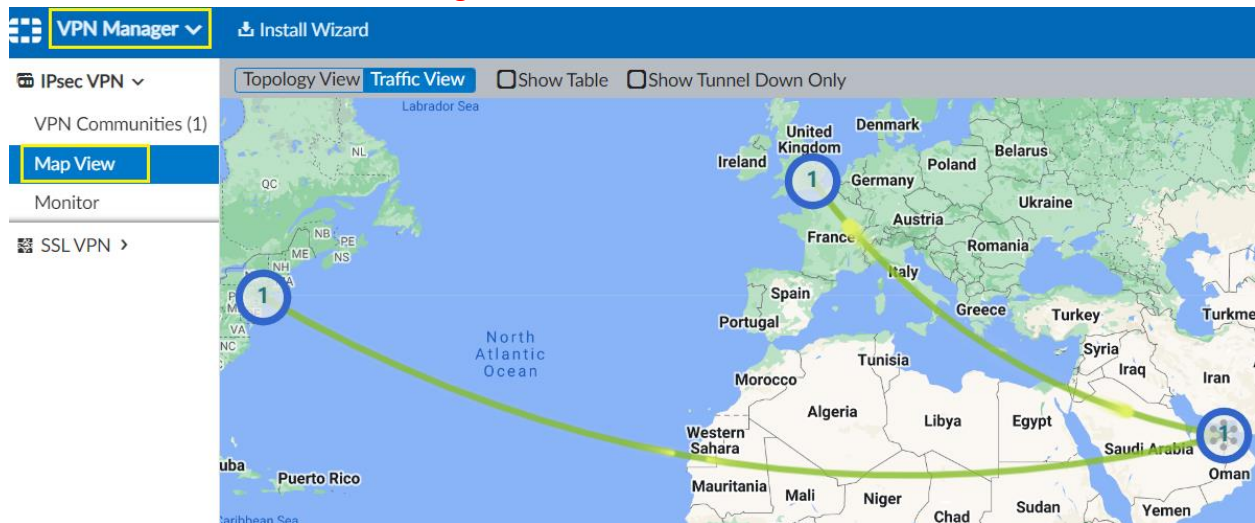 VPN Manager
Install Wizard
IPsec VPN
VPN Communities (1)
Map View
Monitor
SSL VPN
Topology View Traffic View Show Table Show Tunnel Down Only
Labrador Sea
NL
QC
NB PE
ME NS
NH
VA
NC
1
North
Atlantic
Ocean
uba
Puerto Rico
Caribbean Sea
United
Kingdom
Ireland
Denmark
Belarus
Poland
1
Germany
Ukraine
Austria
France
Romania
Italy
Spain
Portugal
Greece
Turkey
Turkme
Syria
Iraq
Iran
Tunisia
Morocco
Algeria
Libya
Egypt
Western
Sahara
1
Saudi Arabia
Oman
Mauritania
Mali
Niger
Chad
Sudan
Yemen